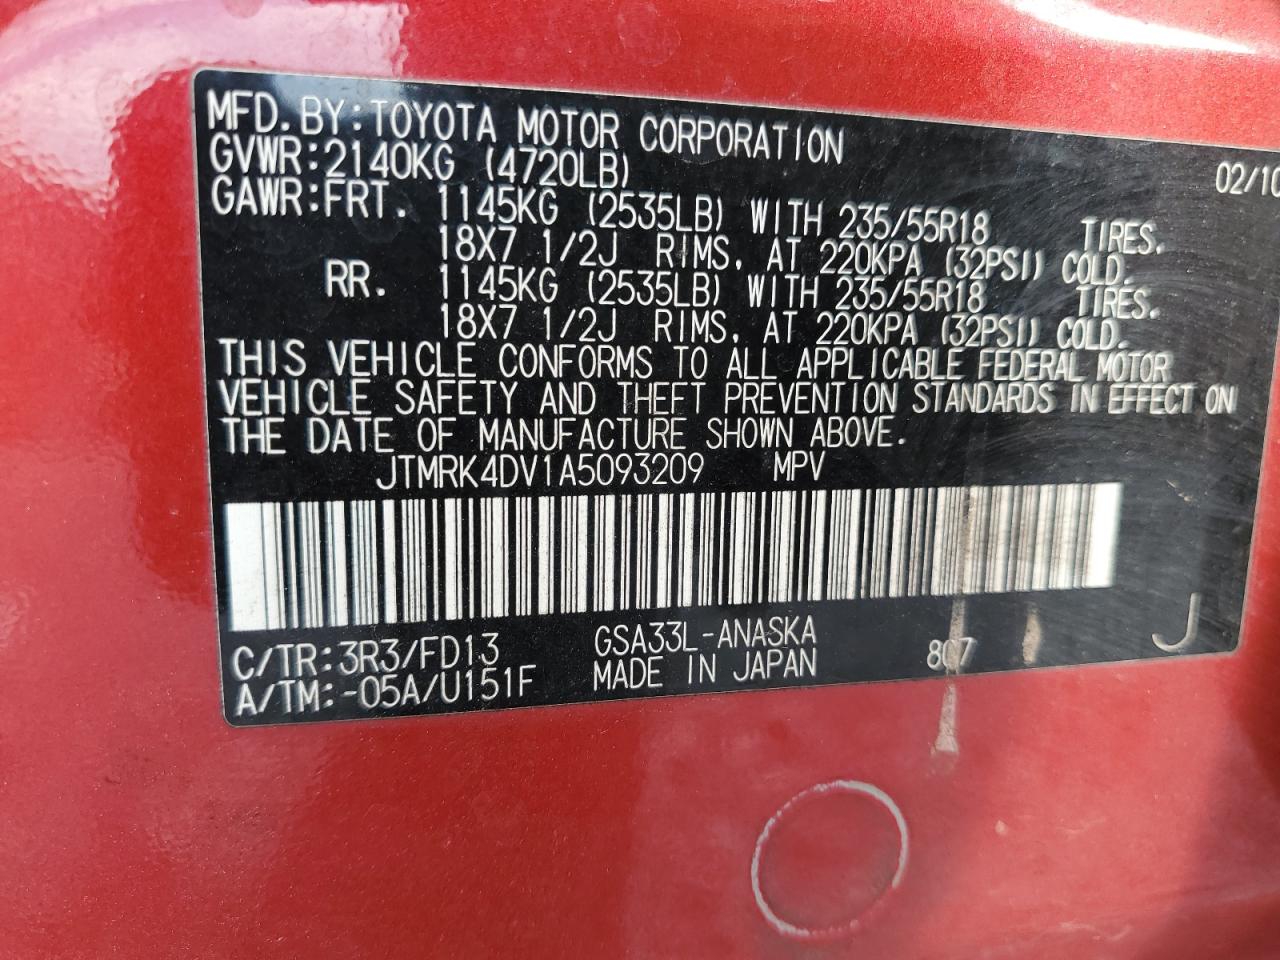 MFD. BY: TOYOTA MOTOR CORPORATION 02/10
GVWR: 2140KG (4720LB)
GAWR: FRT. 1145KG (2535LB) WITH 235/55R18 TIRES.
18X7 1/2J RIMS, AT 220KPA (32PSI) COLD.
RR. 1145KG (2535LB) WITH 235/55R18 TIRES.
18X7 1/2J RIMS, AT 220KPA (32PSI) COLD.
THIS VEHICLE CONFORMS TO ALL APPLICABLE FEDERAL MOTOR
VEHICLE SAFETY AND THEFT PREVENTION STANDARDS IN EFFECT ON
THE DATE OF MANUFACTURE SHOWN ABOVE.
JTMRK4DV1A5093209 MPV
C/TR: 3R3/FD13 GSA33L-ANASKA 807 J
A/TM: -05A/U151F MADE IN JAPAN